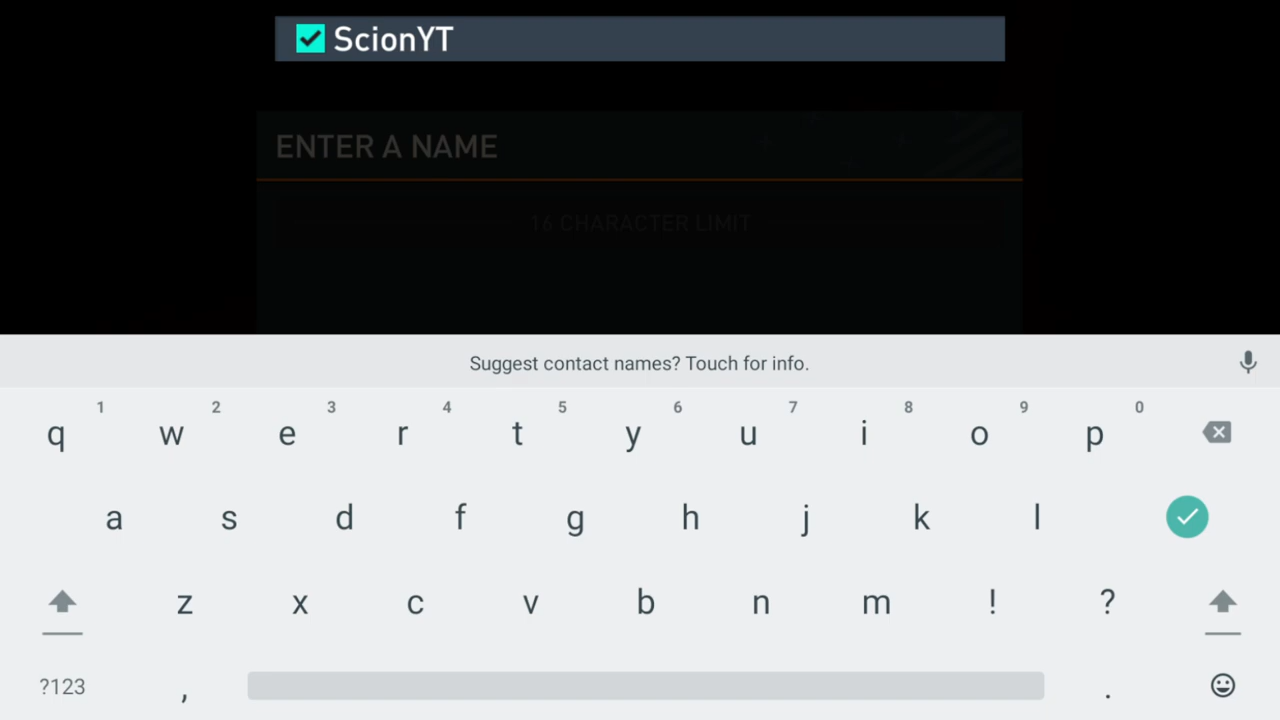 ScionYT
ENTER A NAME
16 CHARACTER LIMIT
Suggest contact names? Touch for info.
1 2 3 4 5 6 7 8 9 0
q w e r t y u i o p
a s d f g h j k l
z x c v b n m ! ?
?123 , .